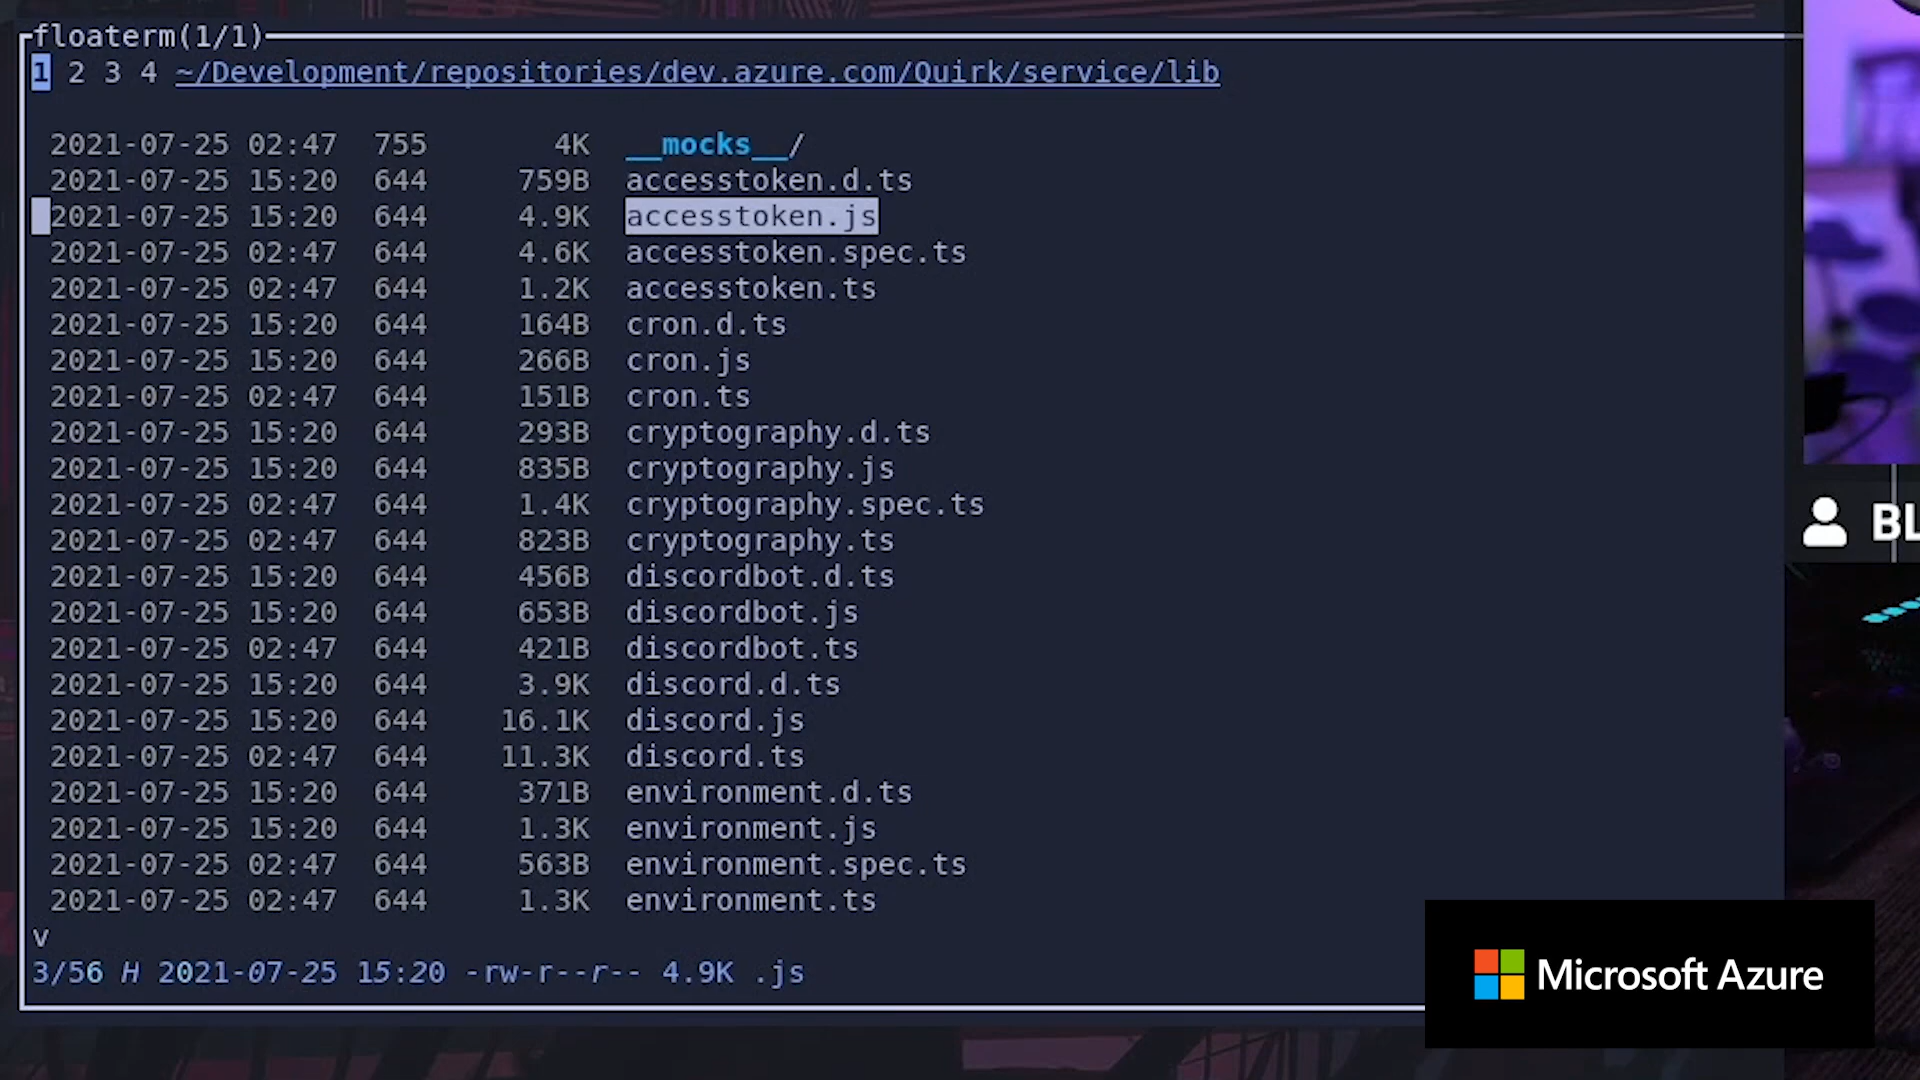 floaterm(1/1)
1 2 3 4 ~/Development/repositories/dev.azure.com/Quirk/service/lib
2021-07-25 02:47 755 4K __mocks__/
2021-07-25 15:20 644 759B accesstoken.d.ts
2021-07-25 15:20 644 4.9K accesstoken.js
2021-07-25 02:47 644 4.6K accesstoken.spec.ts
2021-07-25 02:47 644 1.2K accesstoken.ts
2021-07-25 15:20 644 164B cron.d.ts
2021-07-25 15:20 644 266B cron.js
2021-07-25 02:47 644 151B cron.ts
2021-07-25 15:20 644 293B cryptography.d.ts
2021-07-25 15:20 644 835B cryptography.js
2021-07-25 02:47 644 1.4K cryptography.spec.ts
2021-07-25 02:47 644 823B cryptography.ts
2021-07-25 15:20 644 456B discordbot.d.ts
2021-07-25 15:20 644 653B discordbot.js
2021-07-25 02:47 644 421B discordbot.ts
2021-07-25 15:20 644 3.9K discord.d.ts
2021-07-25 15:20 644 16.1K discord.js
2021-07-25 02:47 644 11.3K discord.ts
2021-07-25 15:20 644 371B environment.d.ts
2021-07-25 15:20 644 1.3K environment.js
2021-07-25 02:47 644 563B environment.spec.ts
2021-07-25 02:47 644 1.3K environment.ts
v
3/56 H 2021-07-25 15:20 -rw-r--r-- 4.9K .js
BL
Microsoft Azure